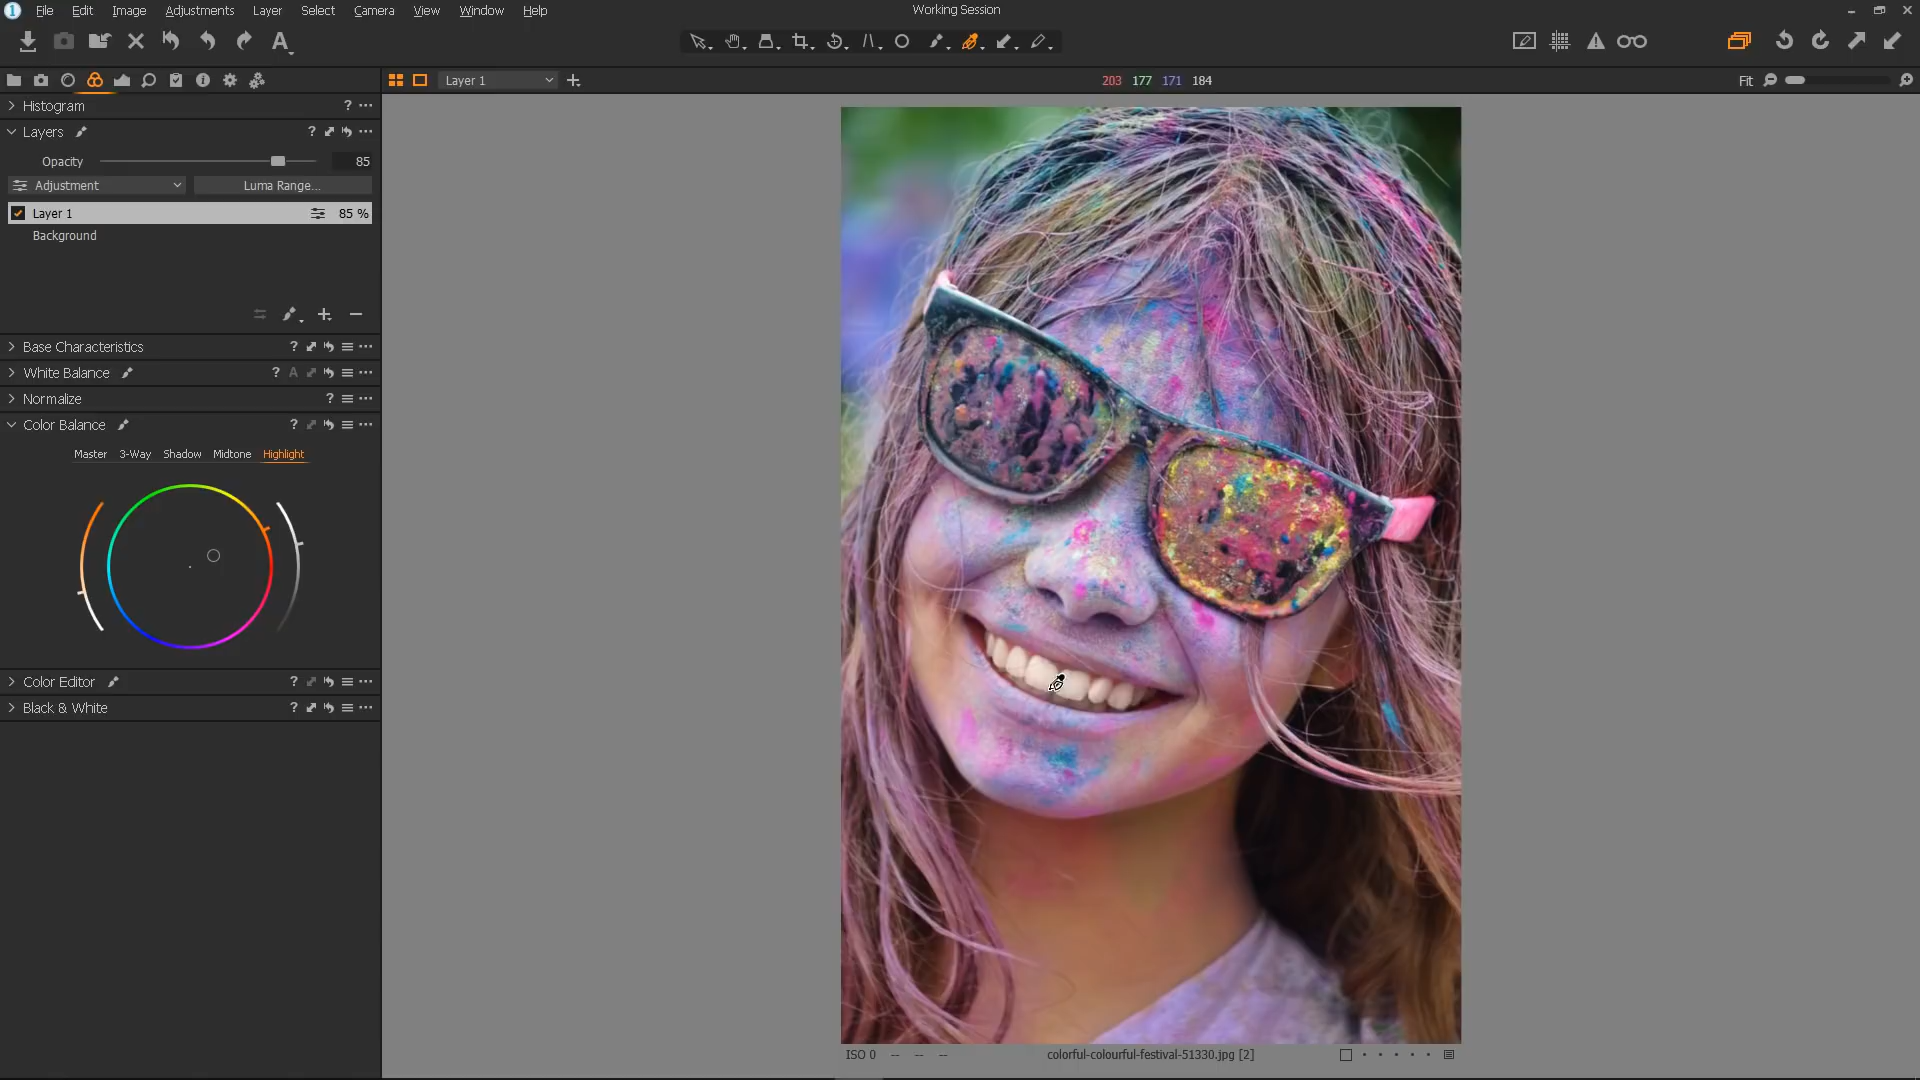 1 File Edit Image Adjustments Layer Select Camera View Window Help
Working Session
A
Layer 1
203 177 171 184
Fit
Histogram ? ...
Layers ? ...
Opacity 85
Adjustment Luma Range...
Layer 1 85 %
Background
Base Characteristics ? ...
White Balance ? A ...
Normalize ? ...
Color Balance ? ...
Master 3-Way Shadow Midtone Highlight
Color Editor ? ...
Black & White ? ...
ISO 0 -- -- -- colorful-colourful-festival-51330.jpg [2]